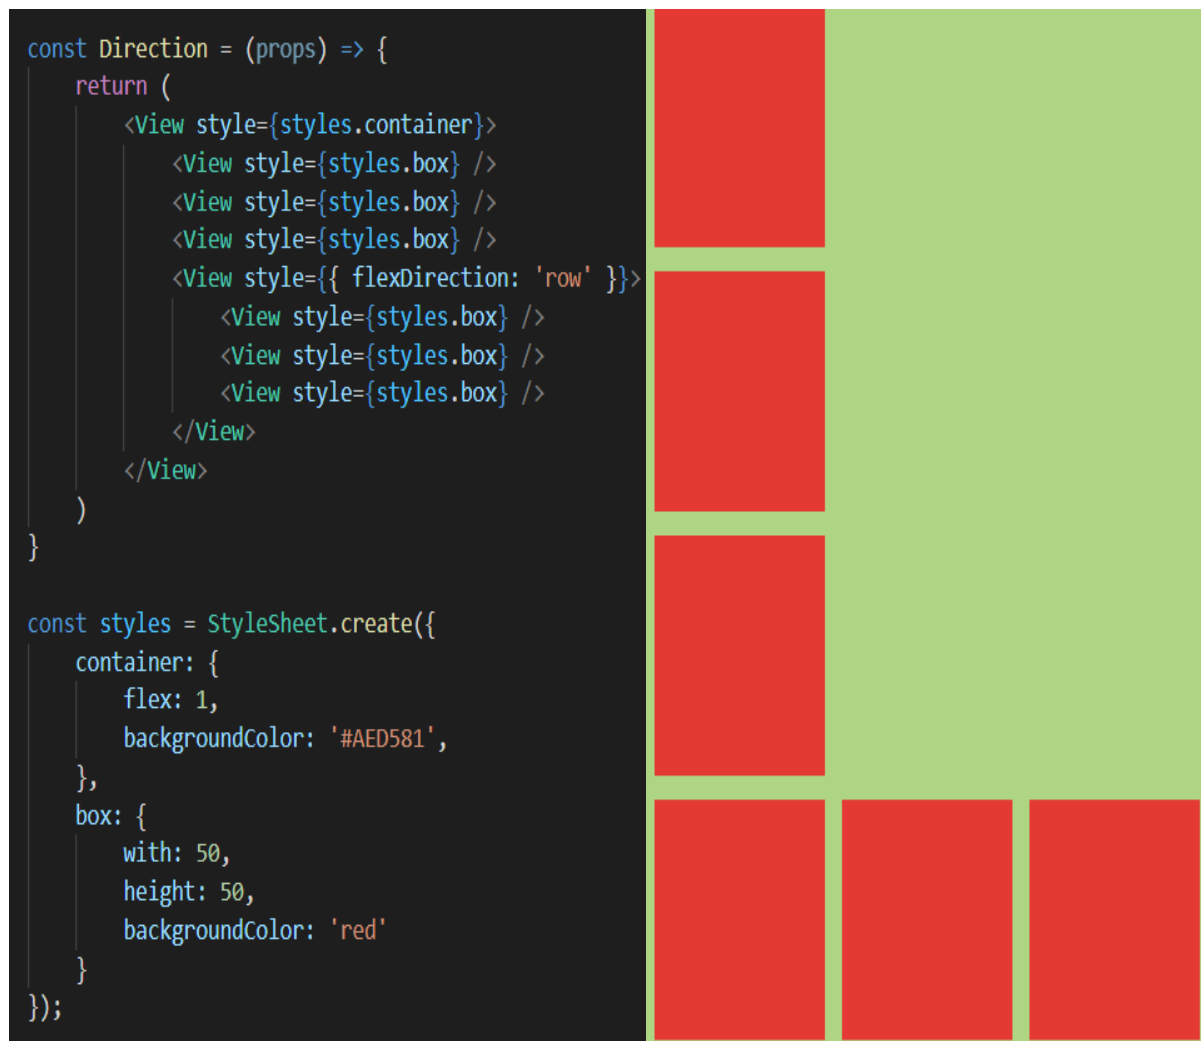 const Direction = (props) => {
return (
<View style={styles.container}>
<View style={styles.box} />
<View style={styles.box} />
<View style={styles.box} />
<View style={{ flexDirection: 'row' }}>
<View style={styles.box} />
<View style={styles.box} />
<View style={styles.box} />
</View>
</View>
)
}
const styles = StyleSheet.create({
container: {
flex: 1,
backgroundColor: '#AED581',
},
box: {
with: 50,
height: 50,
backgroundColor: 'red'
}
});